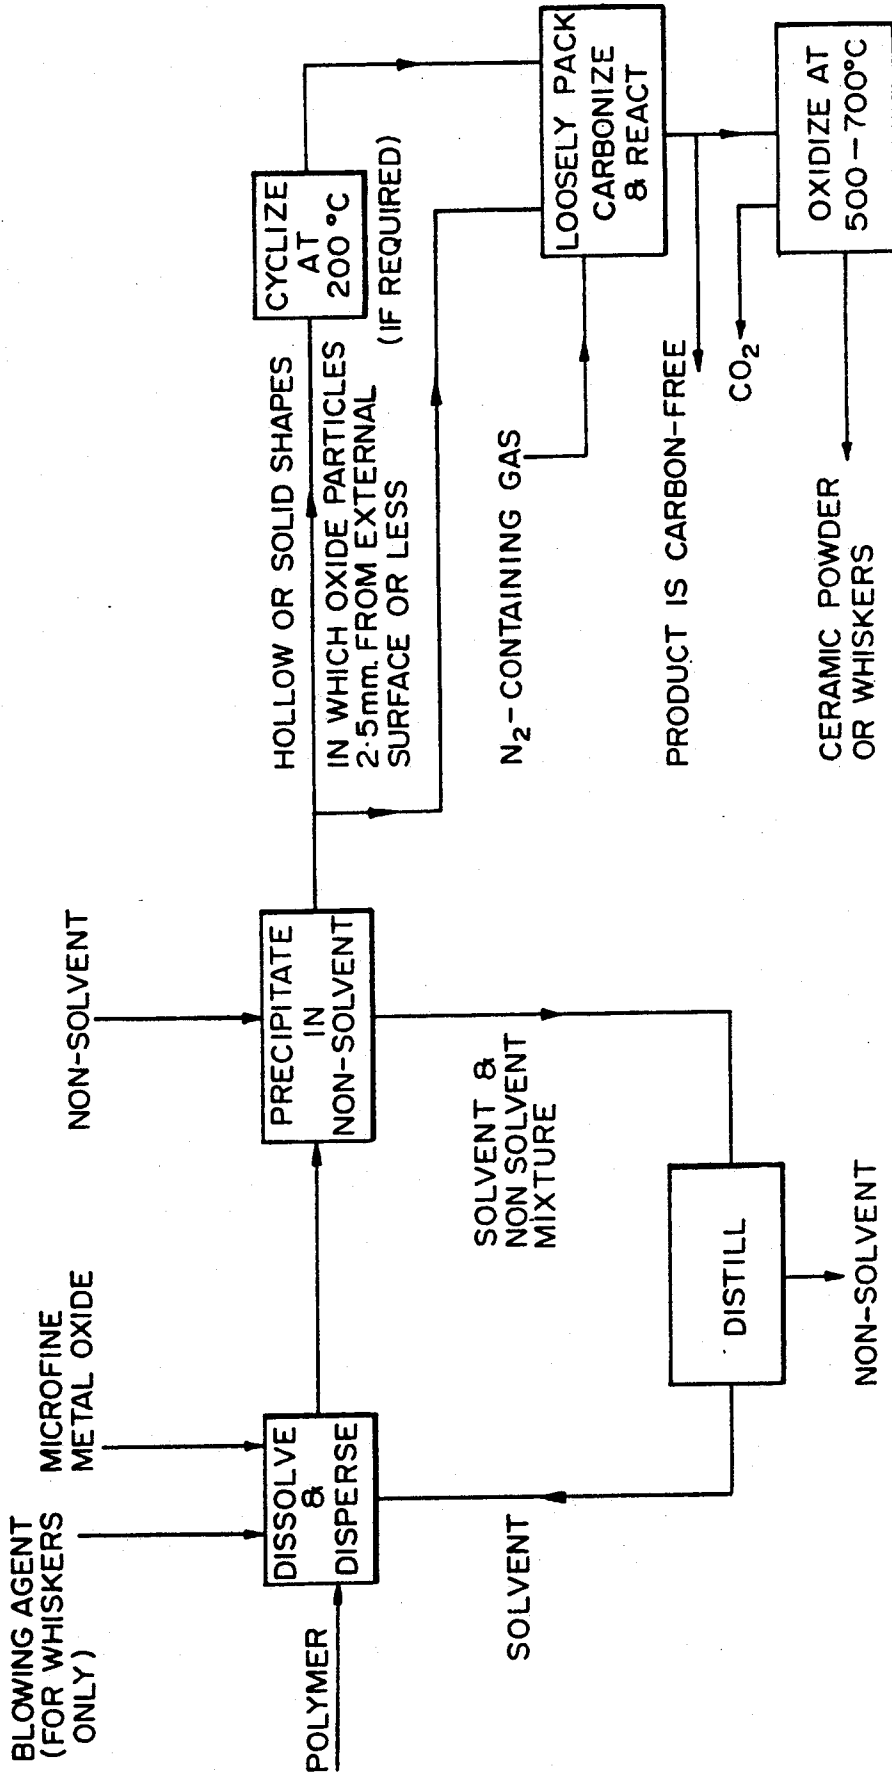 BLOWING AGENT
(FOR WHISKERS
ONLY)
MICROFINE
METAL OXIDE
POLYMER
DISSOLVE
&
DISPERSE
SOLVENT
NON-SOLVENT
PRECIPITATE
IN
NON-SOLVENT
SOLVENT &
NON SOLVENT
MIXTURE
DISTILL
NON-SOLVENT
HOLLOW OR SOLID SHAPES
IN WHICH OXIDE PARTICLES
2·5mm. FROM EXTERNAL
SURFACE OR LESS
CYCLIZE
AT
200 °C
(IF REQUIRED)
N2-CONTAINING GAS
LOOSELY PACK
CARBONIZE
& REACT
PRODUCT IS CARBON-FREE
CO2
OXIDIZE AT
500-700°C
CERAMIC POWDER
OR WHISKERS